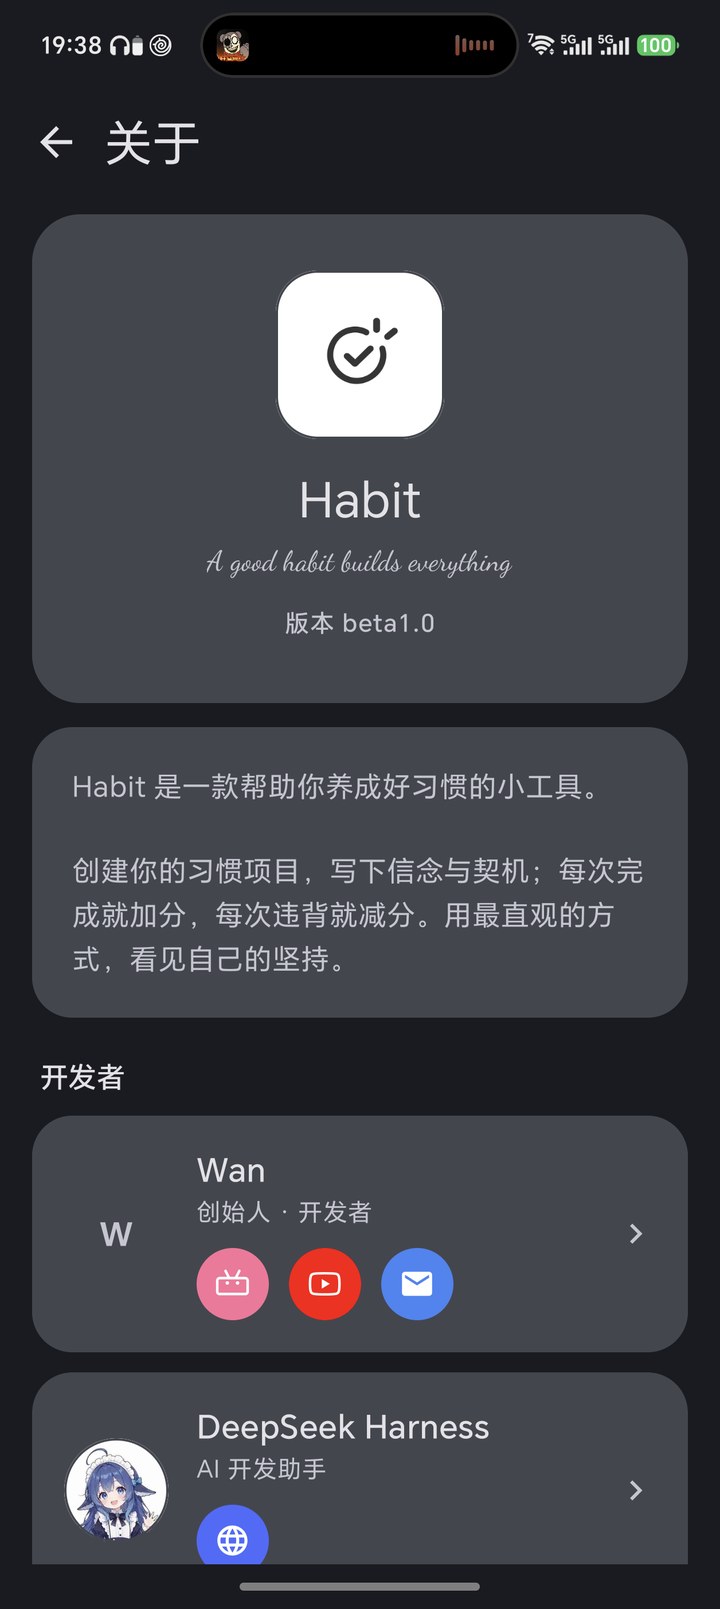 19:38
7
5G
5G
100
关于
Habit
A good habit builds everything
版本 beta1.0
Habit 是一款帮助你养成好习惯的小工具。
创建你的习惯项目，写下信念与契机；每次完
成就加分，每次违背就减分。用最直观的方
式，看见自己的坚持。
开发者
W
Wan
创始人 · 开发者
DeepSeek Harness
AI 开发助手